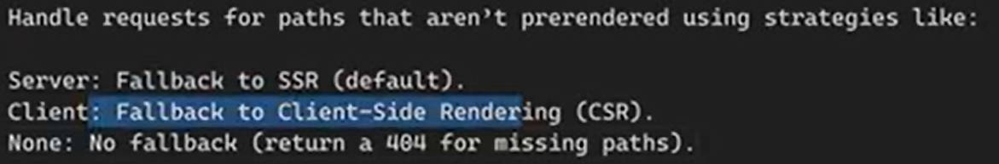 Handle requests for paths that aren’t prerendered using strategies like:
Server: Fallback to SSR (default).
Client: Fallback to Client-Side Rendering (CSR).
None: No fallback (return a 404 for missing paths).